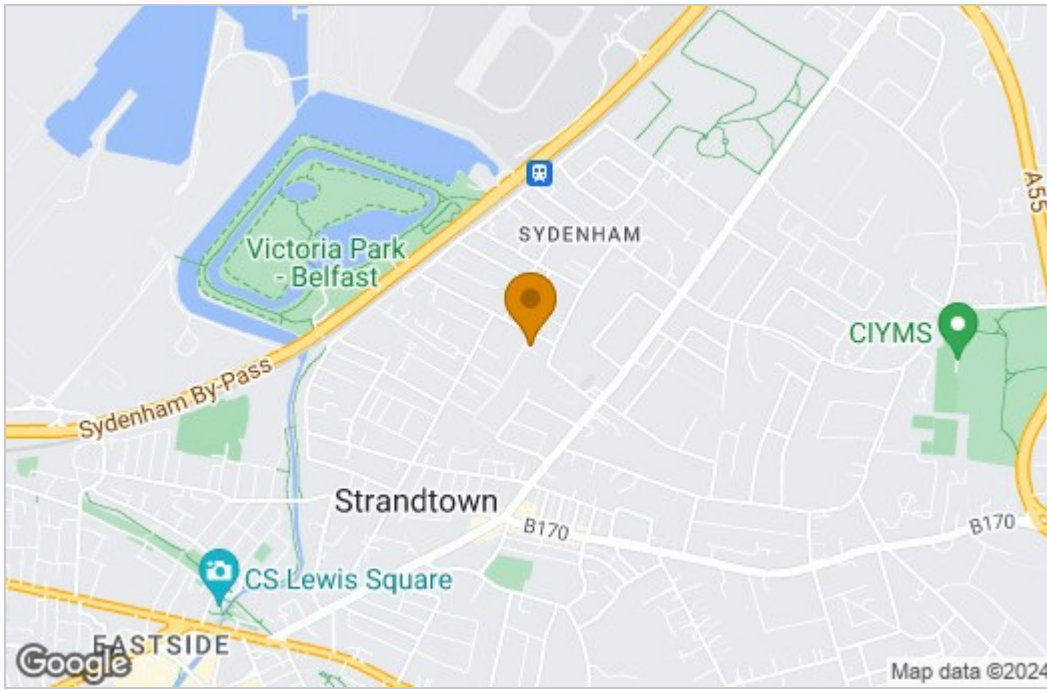 A55
SYDENHAM
Victoria Park
- Belfast
CIYMS
Sydenham By-Pass
Strandtown
B170
B170
CS Lewis Square
EASTSIDE
Google
Map data ©2024